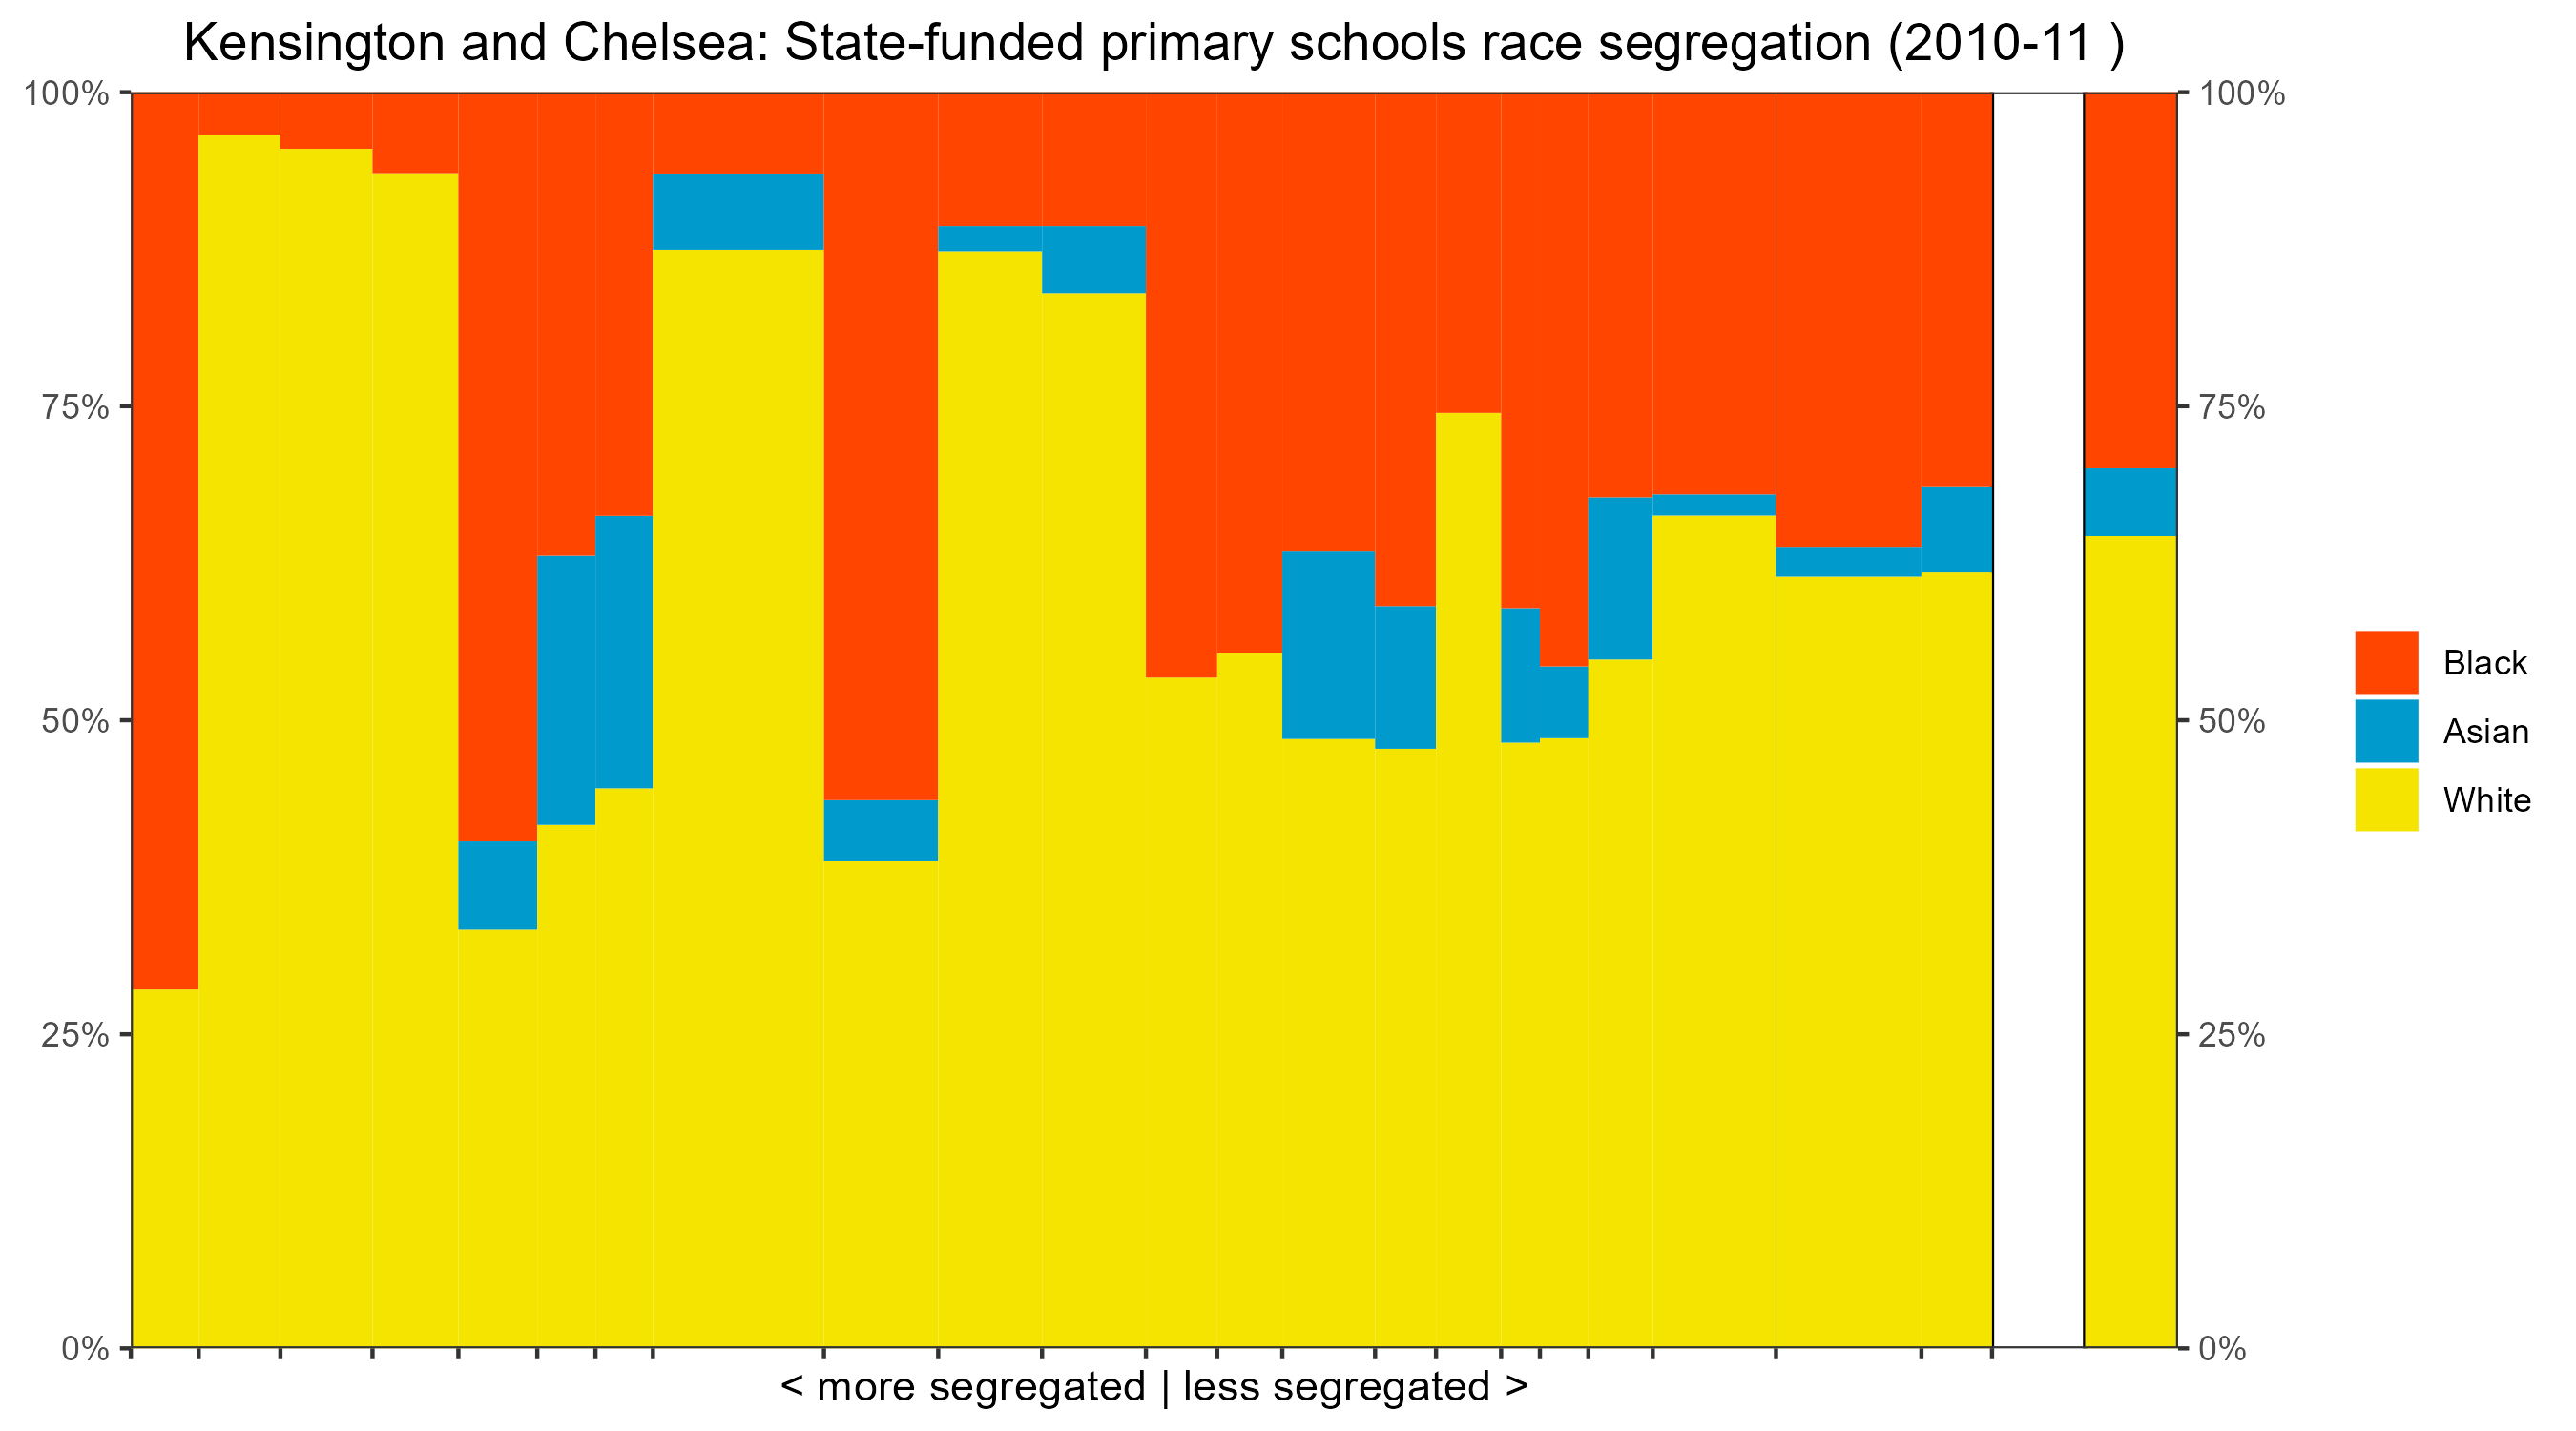 Kensington and Chelsea: State-funded primary schools race segregation (2010-11 )
100%
75%
50%
25%
0%
100%
75%
50%
25%
0%
Black
Asian
White
< more segregated | less segregated >